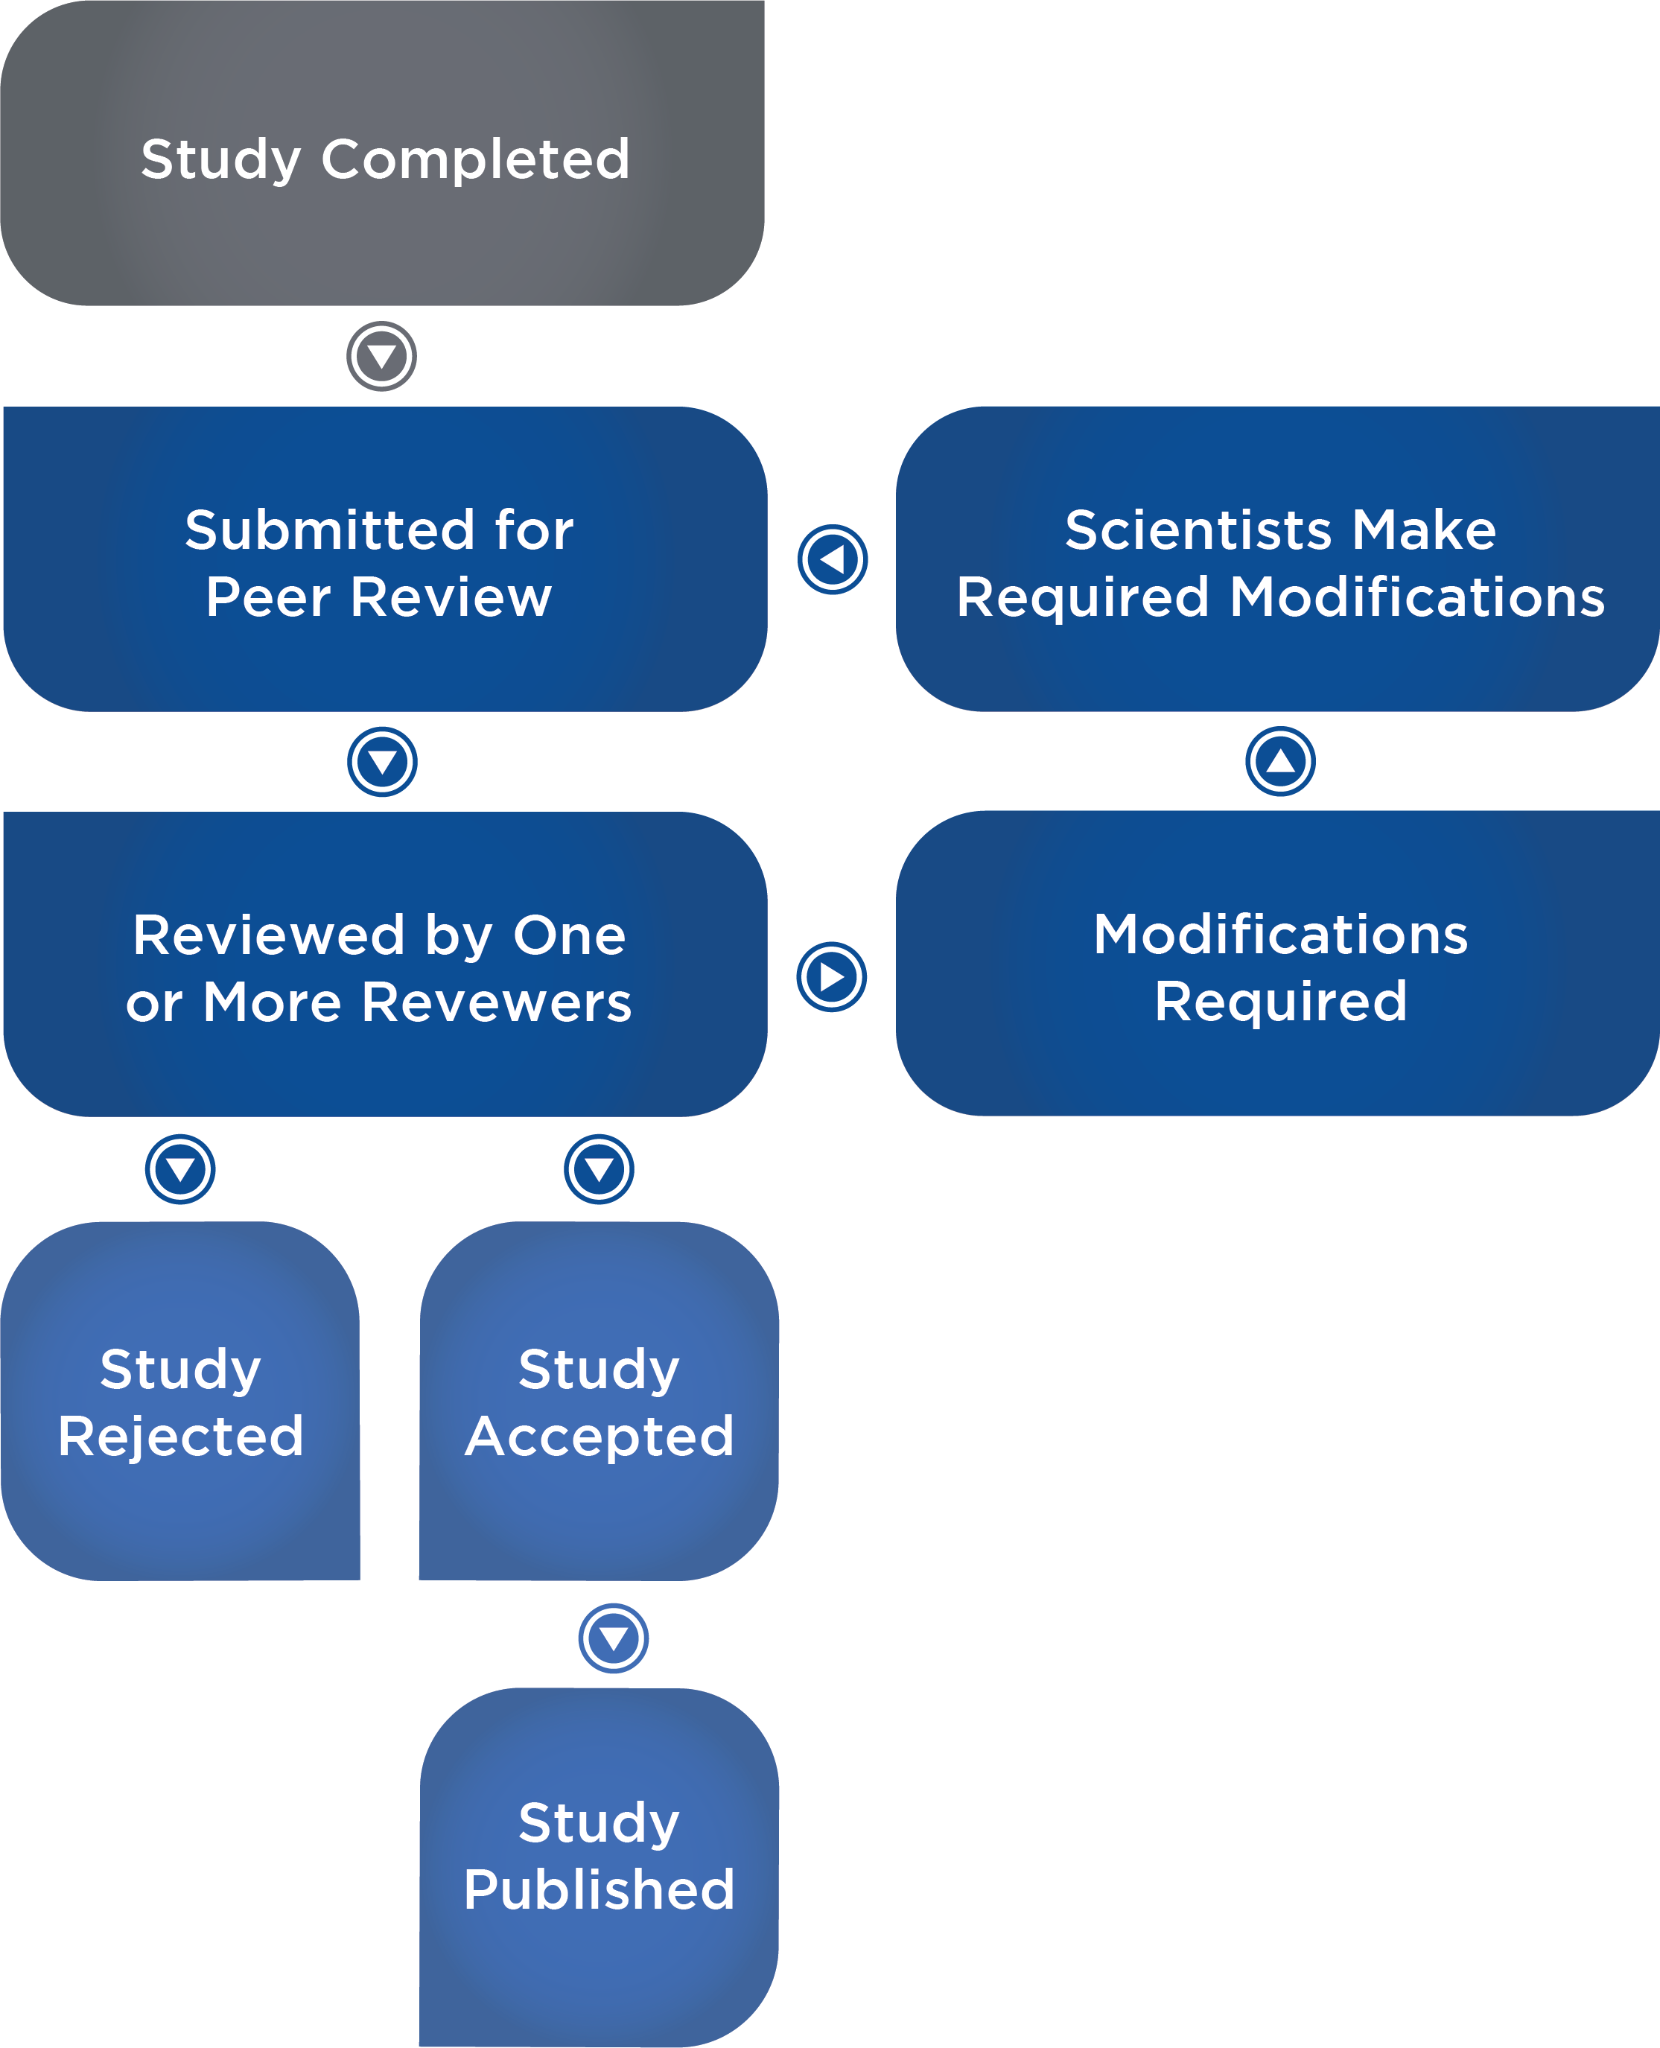 Study Completed
Submitted for
Peer Review
Scientists Make
Required Modifications
Reviewed by One
or More Revewers
Modifications
Required
Study
Rejected
Study
Accepted
Study
Published